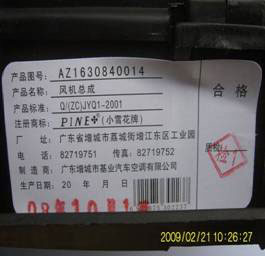 产品图号: AZ1630840014
产品名称: 风机总成
产品标准: Q/(ZC)JYQ1-2001
合格
注册商标: PINE (小雪花牌)
厂 址: 广东省增城市荔城街增江东区工业园
电 话: 82719751 传真: 82719752
制造商: 广东增城市基业汽车空调有限公司
生产日期: 20 年 月 日
检1
2009/02/21 10:26:27